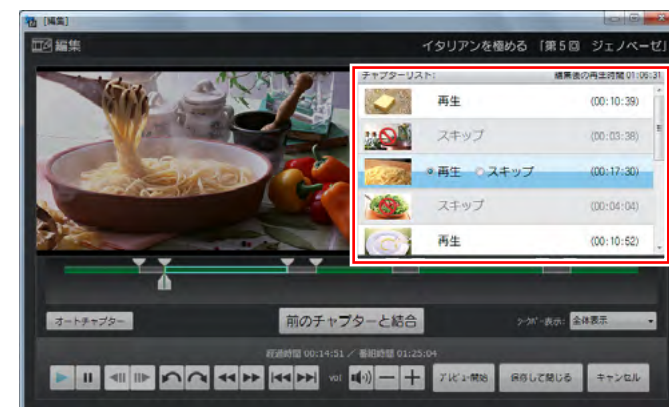 [編集]
編集
イタリアンを極める 「第5回 ジェノベーゼ」
チャプターリスト: 編集後の再生時間 01:06:31
再生 (00:10:39)
スキップ (00:03:38)
再生 スキップ (00:17:30)
スキップ (00:04:04)
再生 (00:10:52)
オートチャプター 前のチャプターと結合 シークバー表示: 全体表示
経過時間 00:14:51 / 番組時間 01:25:04
vol プレビュー開始 保存して閉じる キャンセル